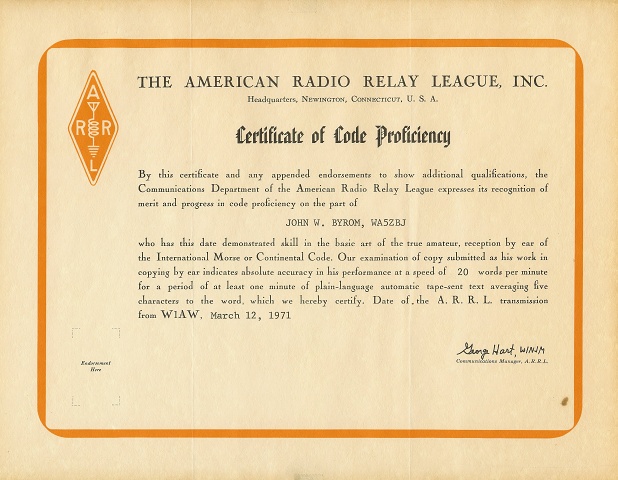 A
R R
L
THE AMERICAN RADIO RELAY LEAGUE, INC.
Headquarters, Newington, Connecticut, U. S. A.
Certificate of Code Proficiency
By this certificate and any appended endorsements to show additional qualifications, the
Communications Department of the American Radio Relay League expresses its recognition of
merit and progress in code proficiency on the part of
JOHN W. BYROM, WA5ZBJ
who has this date demonstrated skill in the basic art of the true amateur, reception by ear of
the International Morse or Continental Code. Our examination of copy submitted as his work in
copying by ear indicates absolute accuracy in his performance at a speed of 20 words per minute
for a period of at least one minute of plain-language automatic tape-sent text averaging five
characters to the word, which we hereby certify. Date of the A. R. R. L. transmission
from W1AW. March 12, 1971
George Hart, W1NJM
Communications Manager, A.R.R.L.
Endorsement
Here